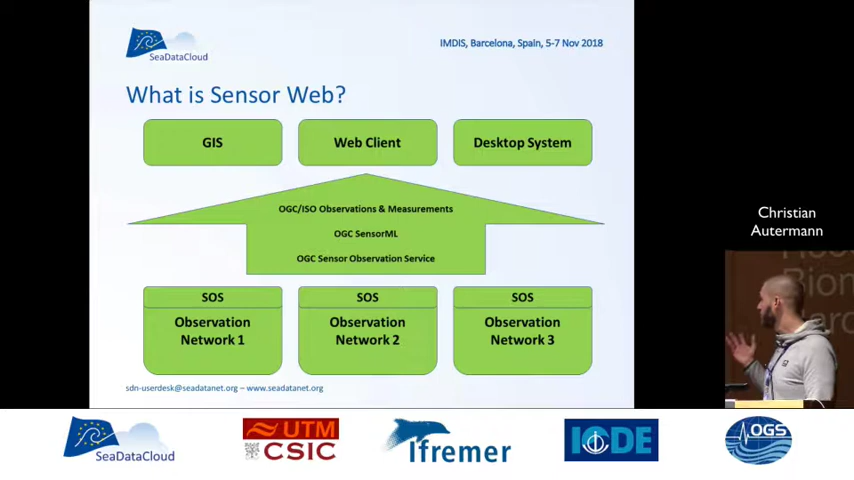 SeaDataCloud
IMDIS, Barcelona, Spain, 5-7 Nov 2018
What is Sensor Web?
GIS
Web Client
Desktop System
OGC/ISO Observations & Measurements
OGC SensorML
OGC Sensor Observation Service
SOS
Observation
Network 1
SOS
Observation
Network 2
SOS
Observation
Network 3
sdn-userdesk@seadatanet.org – www.seadatanet.org
Christian
Autermann
SeaDataCloud
UTM
CSIC
Ifremer
IODE
OGS